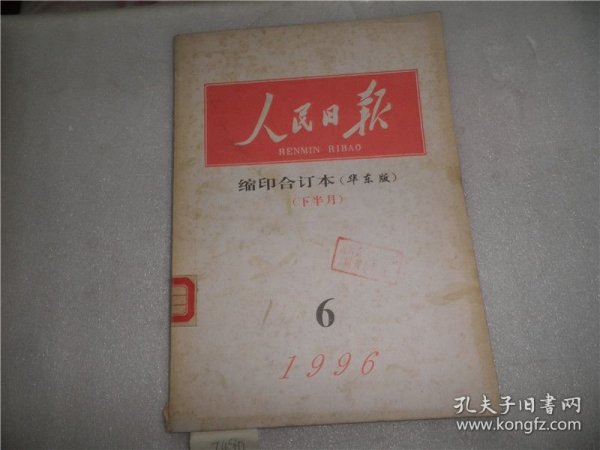 人民日报
RENMIN RIBAO
缩印合订本(华东版)
(下半月)
6
1996
孔夫子旧书网
www.kongfz.com